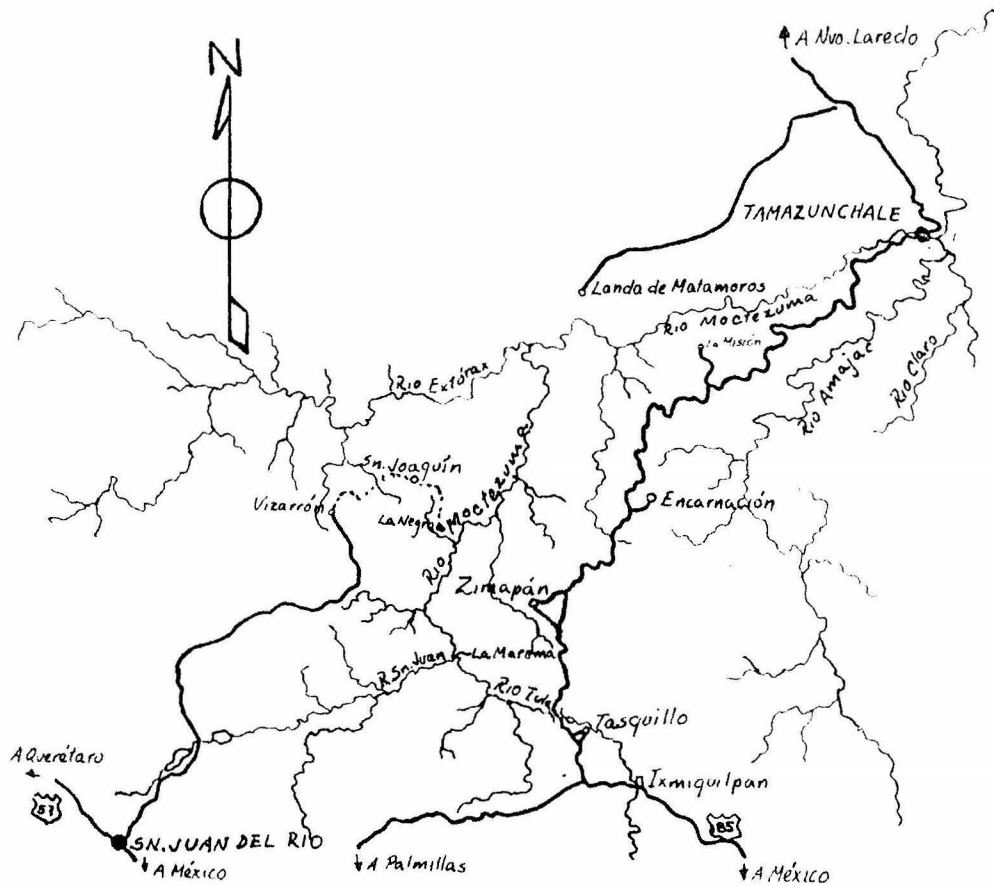 N
A Nvo. Laredo
TAMAZUNCHALE
Landa de Matamoros
RIO MOCTEZUMA
La Misión
RIO AMAJAC
RIO CLARO
RIO EXTÓRAX
Sn. Joaquín
Vizarrón
La Negra
RIO MOCTEZUMA
Encarnación
Zimapán
La Maroma
R. Sn. Juan
RIO Tula
Tasquillo
A Querétaro
57
Ixmiquilpan
85
SN. JUAN DEL RIO
A México
A Palmillas
A México